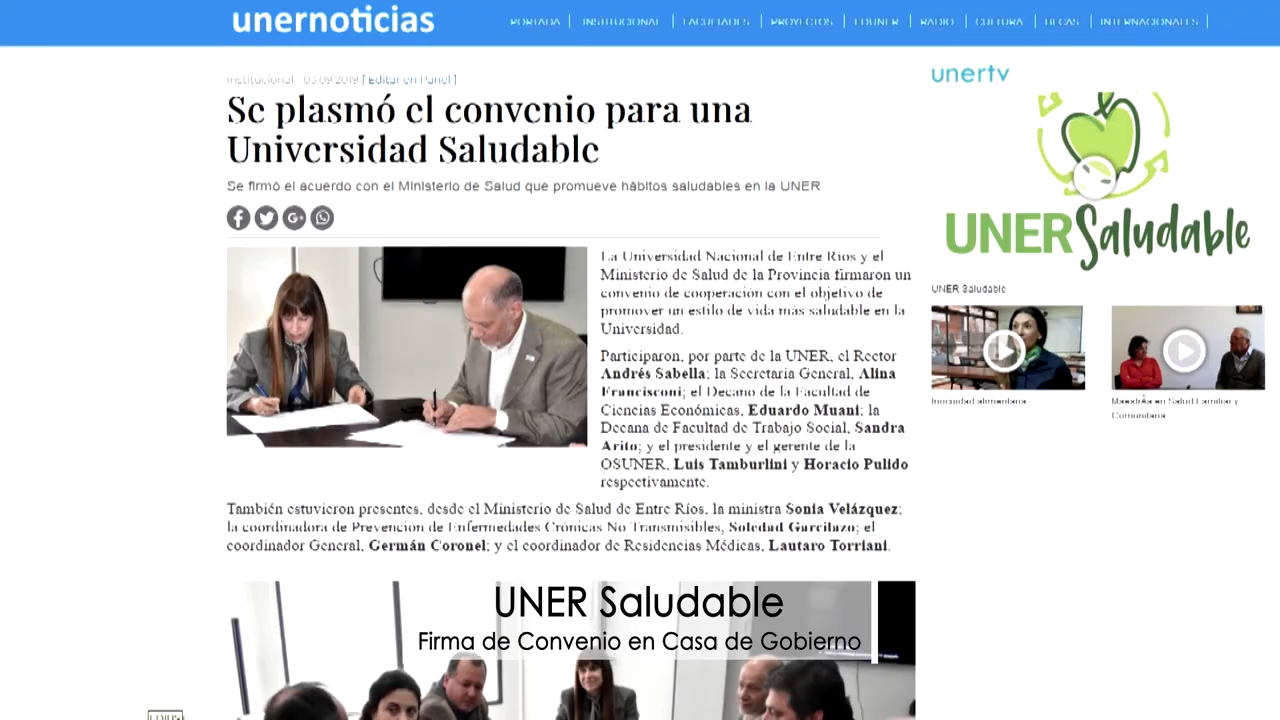 unernoticias
PORTADA | INSTITUCIONAL | FACULTADES | PROYECTOS | EDUNER | RADIO | CULTURA | BECAS | INTERNACIONALES |
Institucional - 03.09.2019 [ Editar en Panel ]
Se plasmó el convenio para una
Universidad Saludable
Se firmó el acuerdo con el Ministerio de Salud que promueve hábitos saludables en la UNER
La Universidad Nacional de Entre Ríos y el
Ministerio de Salud de la Provincia firmaron un
convenio de cooperación con el objetivo de
promover un estilo de vida más saludable en la
Universidad.
Participaron, por parte de la UNER, el Rector
Andrés Sabella; la Secretaria General, Alina
Francisconi; el Decano de la Facultad de
Ciencias Económicas, Eduardo Muani; la
Decana de Facultad de Trabajo Social, Sandra
Arito; y el presidente y el gerente de la
OSUNER, Luis Tamburlini y Horacio Pulido
respectivamente.
También estuvieron presentes, desde el Ministerio de Salud de Entre Ríos, la ministra Sonia Velázquez;
la coordinadora de Prevención de Enfermedades Crónicas No Transmisibles, Soledad Garcilazo; el
coordinador General, Germán Coronel; y el coordinador de Residencias Médicas, Lautaro Torriani.
unertv
UNER Saludable
UNER Saludable
Inocuidad alimentaria
Maestría en Salud Familiar y
Comunitaria
UNER Saludable
Firma de Convenio en Casa de Gobierno